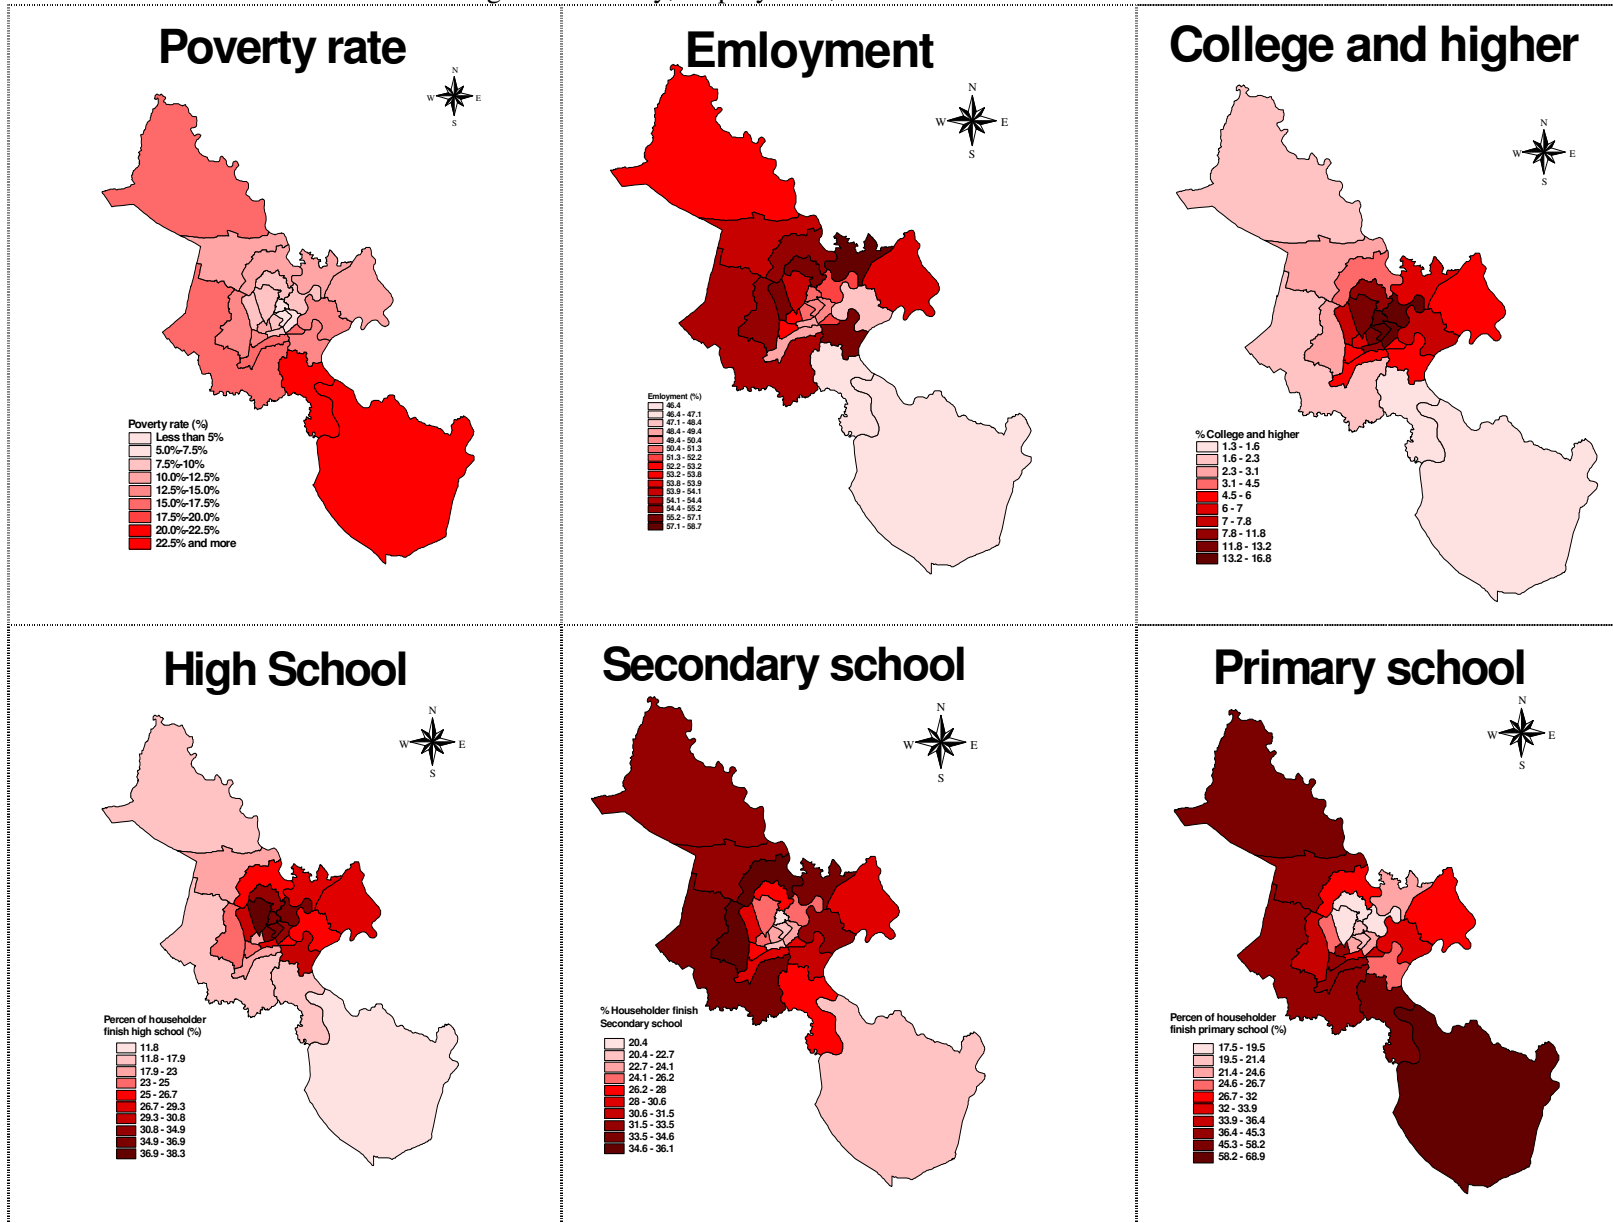 Poverty rate
N
W E
S
Poverty rate (%)
Less than 5%
5.0%-7.5%
7.5%-10%
10.0%-12.5%
12.5%-15.0%
15.0%-17.5%
17.5%-20.0%
20.0%-22.5%
22.5% and more
Emloyment
N
W E
S
Emloyment (%)
46.4
46.4 - 47.1
47.1 - 48.4
48.4 - 49.4
49.4 - 50.4
50.4 - 51.3
51.3 - 52.2
52.2 - 53.2
53.2 - 53.8
53.8 - 53.9
53.9 - 54.1
54.1 - 54.4
54.4 - 55.2
55.2 - 57.1
57.1 - 58.7
College and higher
N
W E
S
% College and higher
1.3 - 1.6
1.6 - 2.3
2.3 - 3.1
3.1 - 4.5
4.5 - 6
6 - 7
7 - 7.8
7.8 - 11.8
11.8 - 13.2
13.2 - 16.8
High School
N
W E
S
Percen of householder
finish high school (%)
11.8
11.8 - 17.9
17.9 - 23
23 - 25
25 - 26.7
26.7 - 29.3
29.3 - 30.8
30.8 - 34.9
34.9 - 36.9
36.9 - 38.3
Secondary school
N
W E
S
% Householder finish
Secondary school
20.4
20.4 - 22.7
22.7 - 24.1
24.1 - 26.2
26.2 - 28
28 - 30.6
30.6 - 31.5
31.5 - 33.5
33.5 - 34.6
34.6 - 36.1
Primary school
N
W E
S
Percen of householder
finish primary school (%)
17.5 - 19.5
19.5 - 21.4
21.4 - 24.6
24.6 - 26.7
26.7 - 32
32 - 33.9
33.9 - 36.4
36.4 - 45.3
45.3 - 58.2
58.2 - 68.9